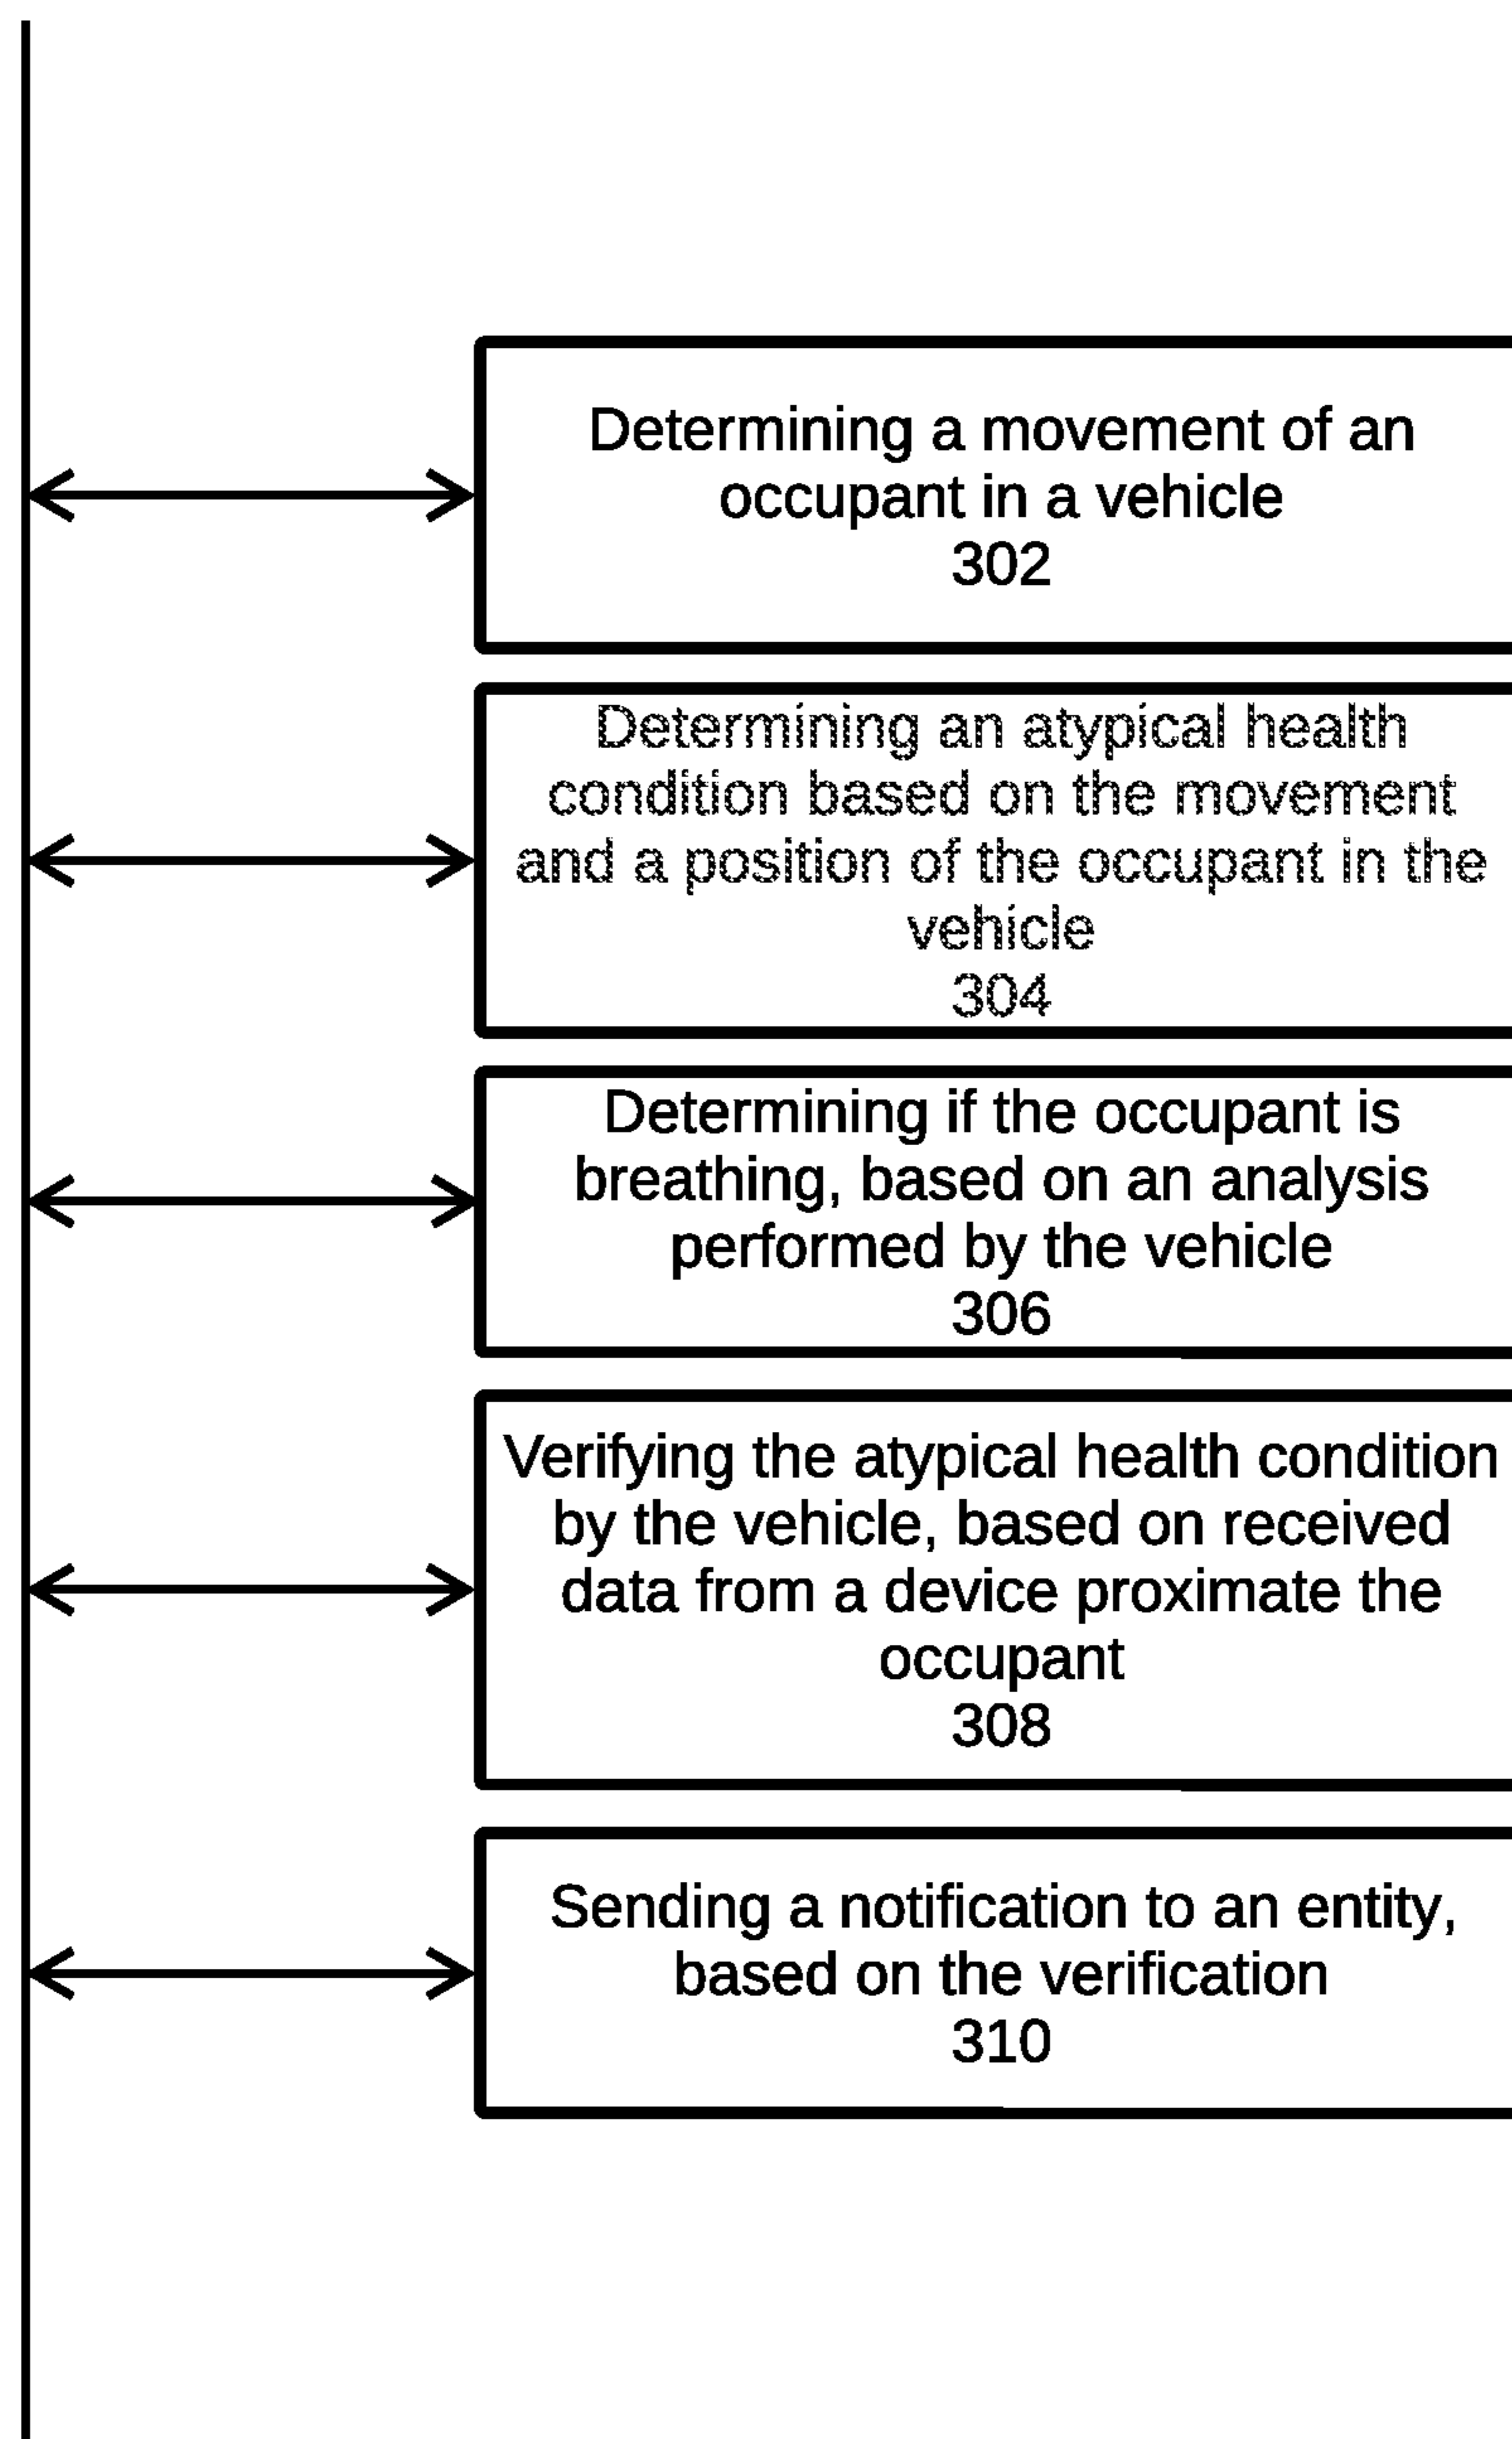 Determining a movement of an
occupant in a vehicle
302
Determining an atypical health
condition based on the movement
and a position of the occupant in the
vehicle
304
Determining if the occupant is
breathing, based on an analysis
performed by the vehicle
306
Verifying the atypical health condition
by the vehicle, based on received
data from a device proximate the
occupant
308
Sending a notification to an entity,
based on the verification
310